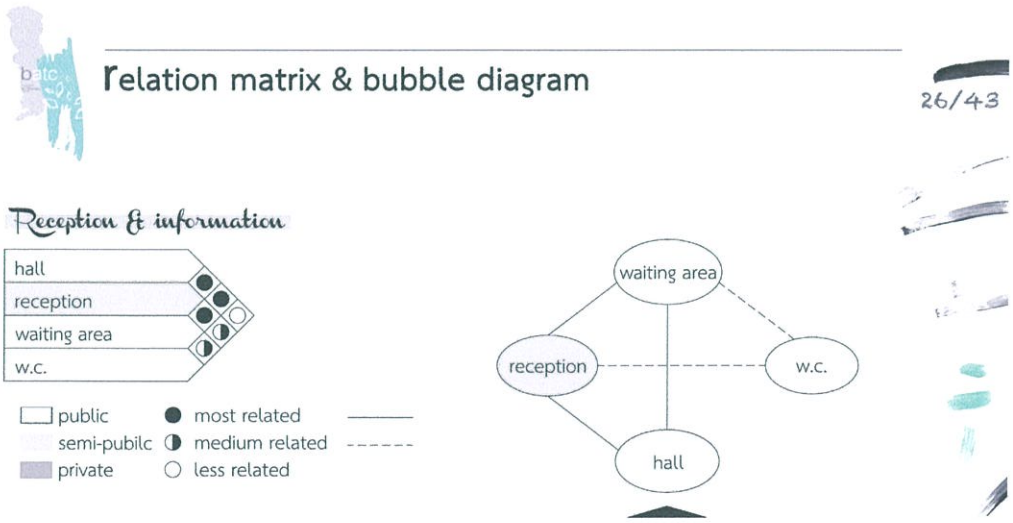 batc
relation matrix & bubble diagram
26/43
Reception & information
hall
reception
waiting area
w.c.
public
semi-pubilc
private
most related
medium related
less related
waiting area
reception
w.c.
hall